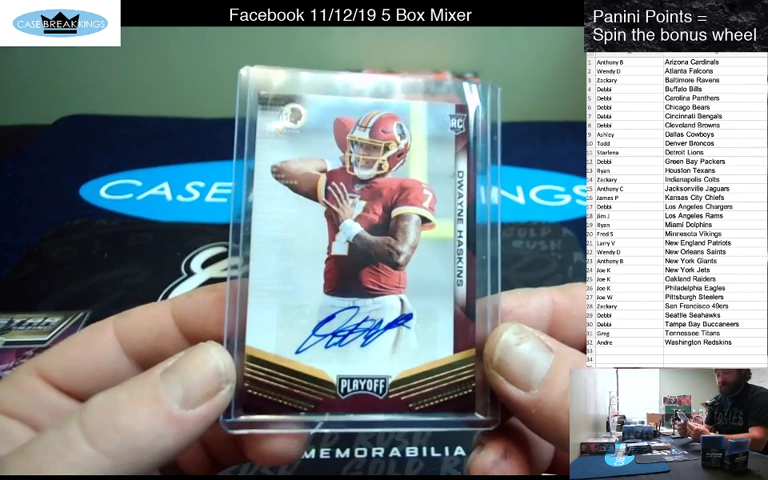 CASE BREAKKINGS
Facebook 11/12/19 5 Box Mixer
Panini Points =
Spin the bonus wheel
1 Anthony B Arizona Cardinals
2 Wendy D Atlanta Falcons
3 Zackary Baltimore Ravens
4 Debbi Buffalo Bills
5 Debbi Carolina Panthers
6 Debbi Chicago Bears
7 Debbi Cincinnati Bengals
8 Debbi Cleveland Browns
9 Ashley Dallas Cowboys
10 Todd Denver Broncos
11 Starlena Detroit Lions
12 Debbi Green Bay Packers
13 Ryan Houston Texans
14 Zackary Indianapolis Colts
15 Anthony C Jacksonville Jaguars
16 James P Kansas City Chiefs
17 Debbi Los Angeles Chargers
18 Jim J Los Angeles Rams
19 Ryan Miami Dolphins
20 Fred S Minnesota Vikings
21 Larry V New England Patriots
22 Wendy D New Orleans Saints
23 Anthony B New York Giants
24 Joe K New York Jets
25 Joe K Oakland Raiders
26 Joe K Philadelphia Eagles
27 Joe W Pittsburgh Steelers
28 Zackary San Francisco 49ers
29 Debbi Seattle Seahawks
30 Debbi Tampa Bay Buccaneers
31 Greg Tennessee Titans
32 Andre Washington Redskins
33
34
RC
DWAYNE HASKINS
7
7
PLAYOFF
CASE
NGS
GOLD RUSH
MEMORABILIA